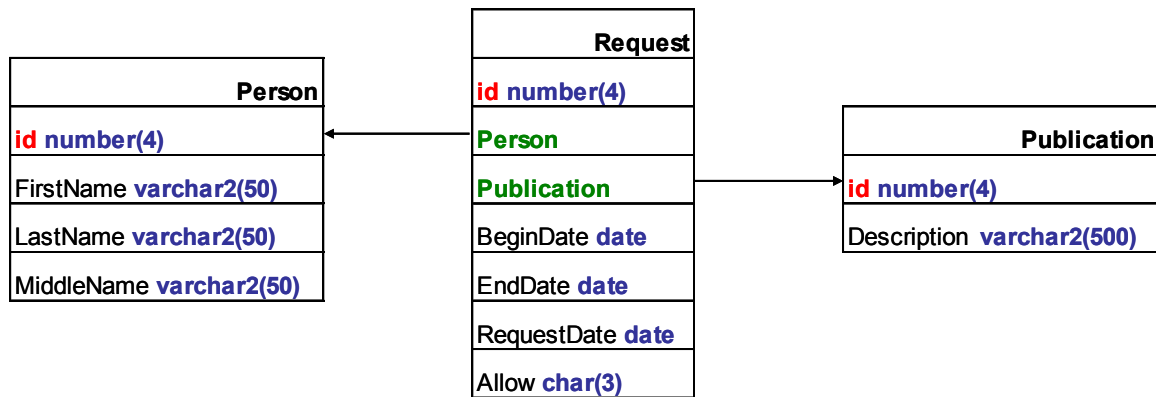 Person
id number(4)
FirstName varchar2(50)
LastName varchar2(50)
MiddleName varchar2(50)
Request
id number(4)
Person
Publication
BeginDate date
EndDate date
RequestDate date
Allow char(3)
Publication
id number(4)
Description varchar2(500)